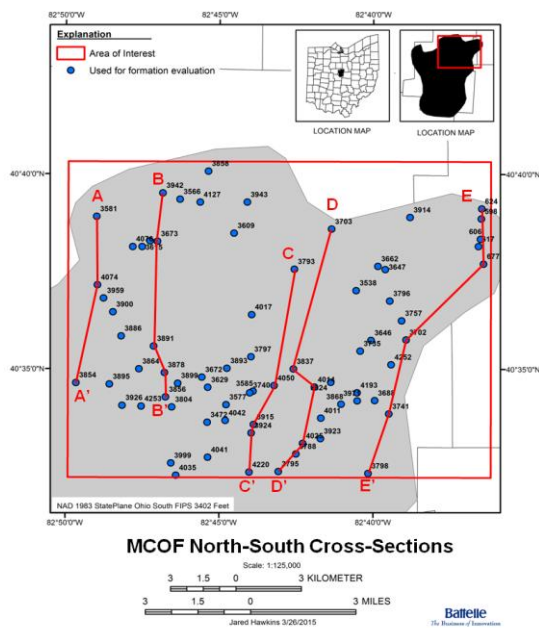 82°50'0"W 82°45'0"W 82°40'0"W
Explanation
Area of Interest
Used for formation evaluation
LOCATION MAP LOCATION MAP
40°40'0"N 40°40'0"N
40°35'0"N 40°35'0"N
3858
B D E
3942 3566 4127 3943 624
A 598
3581 3914
3703
4076 3673 3609 606
C
3793 677
3662
3647
4074
3959 3538 3796
3900 4017 3757
3886 3891 3646 3702
3755
3797
3864 3878 3893 3837 4252
3854 3895 3899 3672 4050 4014
A' 3629 3585 3740 4193
3926 4253 3856 3804 3577 3868 3688
B' 3472 4042 3915 4011 3741
3924
3923
4041
3999 3788
4035 4220 3795 3798
C' D' E'
NAD 1983 StatePlane Ohio South FIPS 3402 Feet
82°50'0"W 82°45'0"W 82°40'0"W
MCOF North-South Cross-Sections
Scale: 1:125,000
3 1.5 0 3 KILOMETER
3 1.5 0 3 MILES
Jared Hawkins 3/26/2015
Battelle
The Business of Innovation